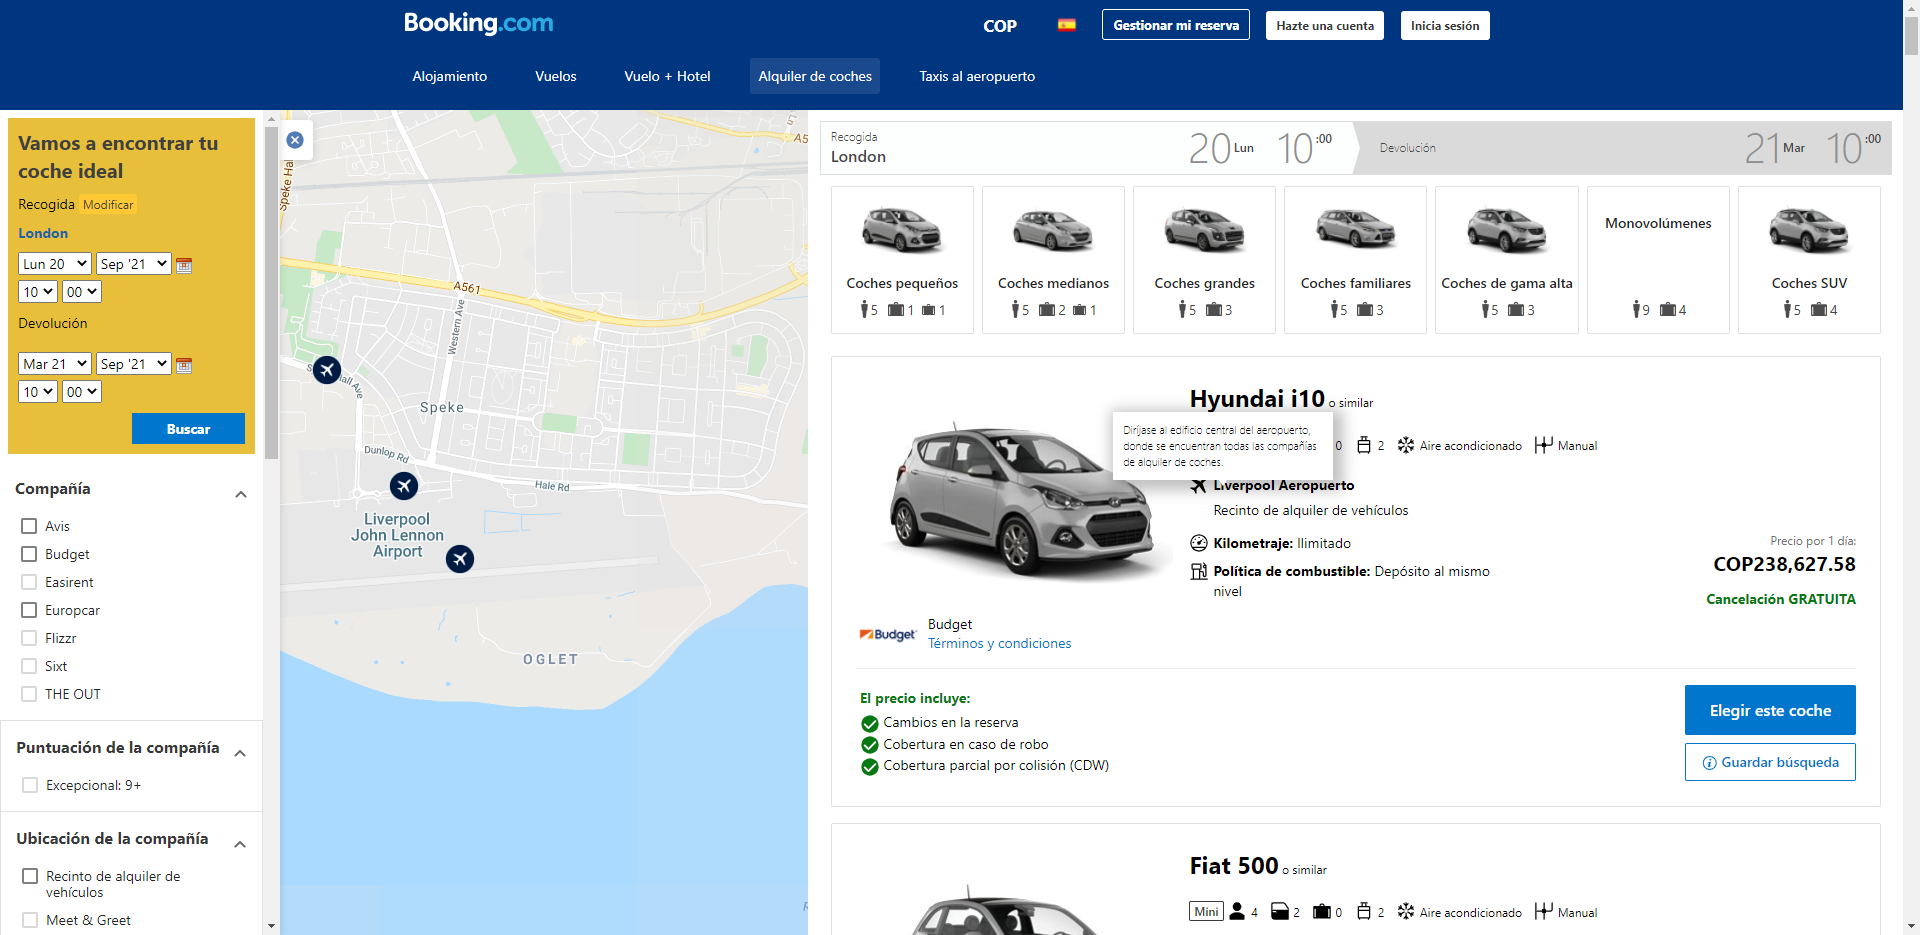 Booking.com
COP
Gestionar mi reserva
Hazte una cuenta
Inicia sesión
Alojamiento
Vuelos
Vuelo + Hotel
Alquiler de coches
Taxis al aeropuerto
Vamos a encontrar tu
coche ideal
Recogida Modificar
London
Lun 20 Sep '21
10 00
Devolución
Mar 21 Sep '21
10 00
Buscar
Compañía
Avis
Budget
Easirent
Europcar
Flizzr
Sixt
THE OUT
Puntuación de la compañía
Excepcional: 9+
Ubicación de la compañía
Recinto de alquiler de
vehículos
Meet & Greet
Speke Hal
A5
A561
Western Ave
all Ave
Speke
Dunlop Rd
Hale Rd
Liverpool
John Lennon
Airport
OGLET
Recogida
London
20 Lun 10 :00
Devolución
21 Mar 10 :00
Coches pequeños
5 1 1
Coches medianos
5 2 1
Coches grandes
5 3
Coches familiares
5 3
Coches de gama alta
5 3
Monovolúmenes
9 4
Coches SUV
5 4
Hyundai i10 o similar
Diríjase al edificio central del aeropuerto,
donde se encuentran todas las compañías
de alquiler de coches.
0 2 Aire acondicionado Manual
Liverpool Aeropuerto
Recinto de alquiler de vehículos
Kilometraje: Ilimitado
Política de combustible: Depósito al mismo
nivel
Precio por 1 día:
COP238,627.58
Cancelación GRATUITA
Budget
Budget
Términos y condiciones
El precio incluye:
Cambios en la reserva
Cobertura en caso de robo
Cobertura parcial por colisión (CDW)
Elegir este coche
Guardar búsqueda
Fiat 500 o similar
Mini 4 2 0 2 Aire acondicionado Manual